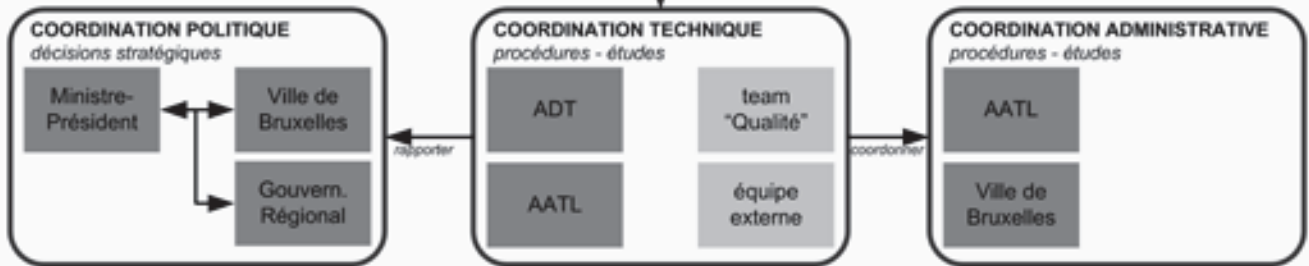 COORDINATION POLITIQUE
décisions stratégiques
Ministre-
Président
Ville de
Bruxelles
Gouvern.
Régional
rapporter
COORDINATION TECHNIQUE
procédures - études
ADT
team
"Qualité"
AATL
équipe
externe
coordonner
COORDINATION ADMINISTRATIVE
procédures - études
AATL
Ville de
Bruxelles